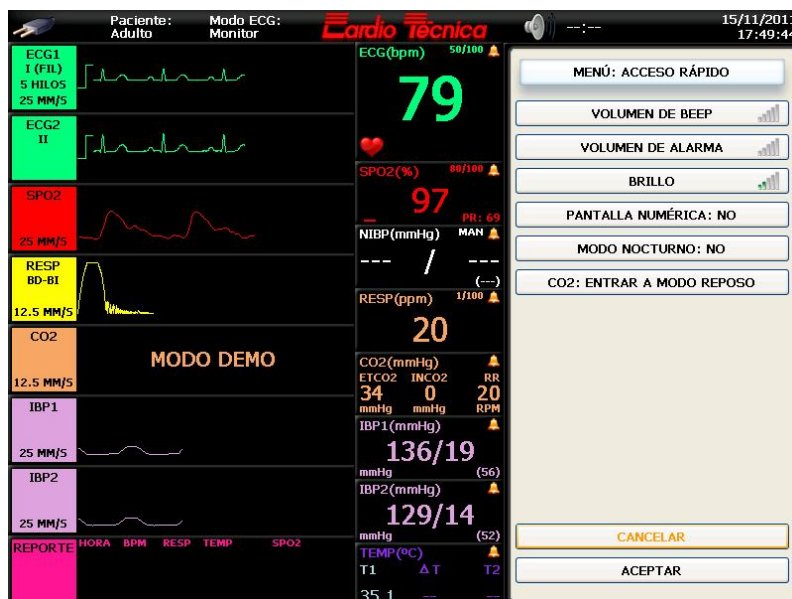 Paciente:
Adulto
Modo ECG:
Monitor
Cardio Técnica
--:--
15/11/2011
17:49:44
ECG1
I (FIL)
5 HILOS
25 MM/S
ECG2
II
SPO2
25 MM/S
RESP
BD-BI
12.5 MM/S
CO2
12.5 MM/S
MODO DEMO
IBP1
25 MM/S
IBP2
25 MM/S
REPORTE
HORA BPM RESP TEMP SPO2
ECG(bpm) 50/100
79
SPO2(%) 80/100
97
PR: 69
NIBP(mmHg) MAN
--- / ---
(---)
RESP(ppm) 1/100
20
CO2(mmHg)
ETCO2 INCO2 RR
34 0 20
mmHg mmHg RPM
IBP1(mmHg)
136/19
mmHg (56)
IBP2(mmHg)
129/14
mmHg (52)
TEMP(ºC)
T1 ΔT T2
35.1 -- --
MENÚ: ACCESO RÁPIDO
VOLUMEN DE BEEP
VOLUMEN DE ALARMA
BRILLO
PANTALLA NUMÉRICA: NO
MODO NOCTURNO: NO
CO2: ENTRAR A MODO REPOSO
CANCELAR
ACEPTAR